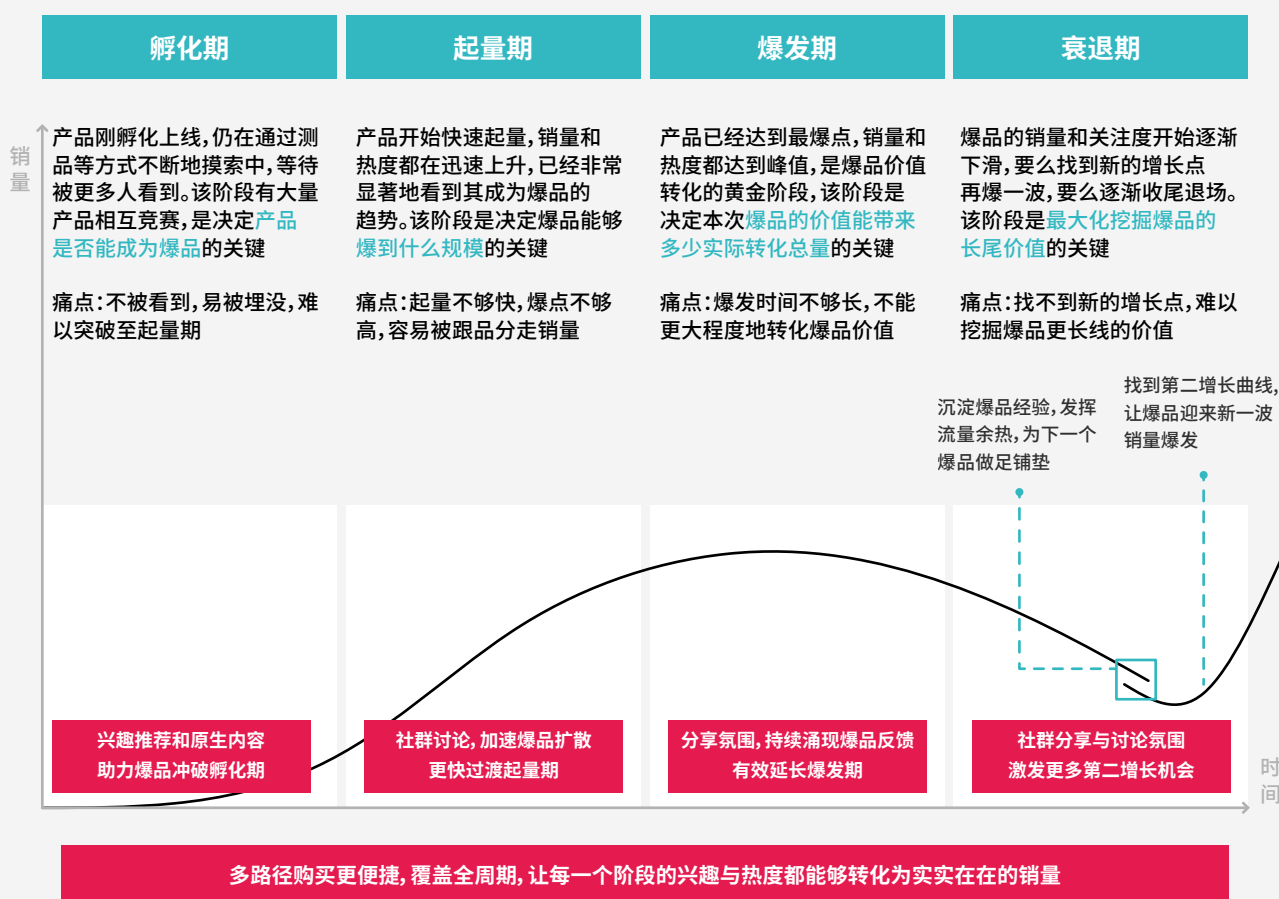 孵化期
起量期
爆发期
衰退期
销
量
产品刚孵化上线，仍在通过测
品等方式不断地摸索中，等待
被更多人看到。该阶段有大量
产品相互竞赛，是决定产品
是否能成为爆品的关键
痛点：不被看到，易被埋没，难
以突破至起量期
产品开始快速起量，销量和
热度都在迅速上升，已经非常
显著地看到其成为爆品的
趋势。该阶段是决定爆品能够
爆到什么规模的关键
痛点：起量不够快，爆点不够
高，容易被跟品分走销量
产品已经达到最爆点，销量和
热度都达到峰值，是爆品价值
转化的黄金阶段，该阶段是
决定本次爆品的价值能带来
多少实际转化总量的关键
痛点：爆发时间不够长，不能
更大程度地转化爆品价值
爆品的销量和关注度开始逐渐
下滑，要么找到新的增长点
再爆一波，要么逐渐收尾退场。
该阶段是最大化挖掘爆品的
长尾价值的关键
痛点：找不到新的增长点，难以
挖掘爆品更长线的价值
沉淀爆品经验，发挥
流量余热，为下一个
爆品做足铺垫
找到第二增长曲线，
让爆品迎来新一波
销量爆发
兴趣推荐和原生内容
助力爆品冲破孵化期
社群讨论，加速爆品扩散
更快过渡起量期
分享氛围，持续涌现爆品反馈
有效延长爆发期
社群分享与讨论氛围
激发更多第二增长机会
时
间
多路径购买更便捷，覆盖全周期，让每一个阶段的兴趣与热度都能够转化为实实在在的销量